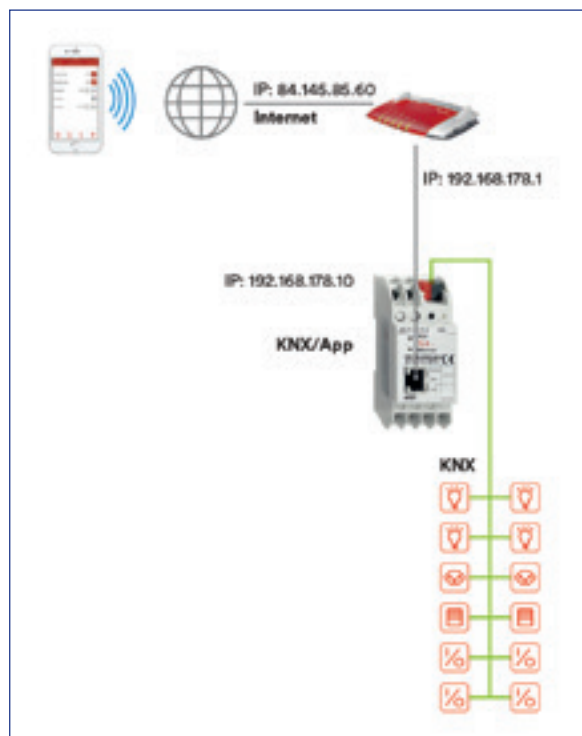 IP: 84.145.85.60
Internet
IP: 192.168.178.1
IP: 192.168.178.10
KNX/App
KNX